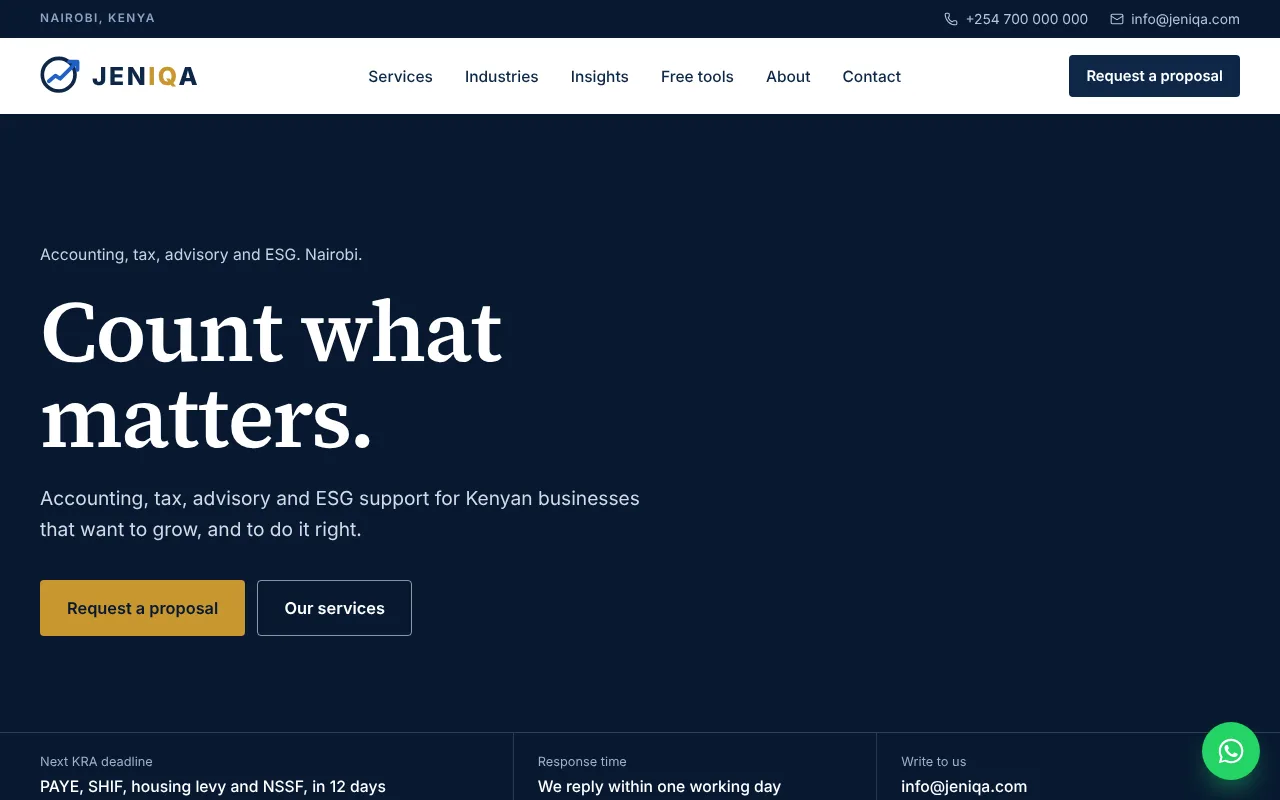 NAIROBI, KENYA
+254 700 000 000
info@jeniqa.com
JENIQA
Services
Industries
Insights
Free tools
About
Contact
Request a proposal
Accounting, tax, advisory and ESG. Nairobi.
Count what
matters.
Accounting, tax, advisory and ESG support for Kenyan businesses
that want to grow, and to do it right.
Request a proposal
Our services
Next KRA deadline
PAYE, SHIF, housing levy and NSSF, in 12 days
Response time
We reply within one working day
Write to us
info@jeniqa.com